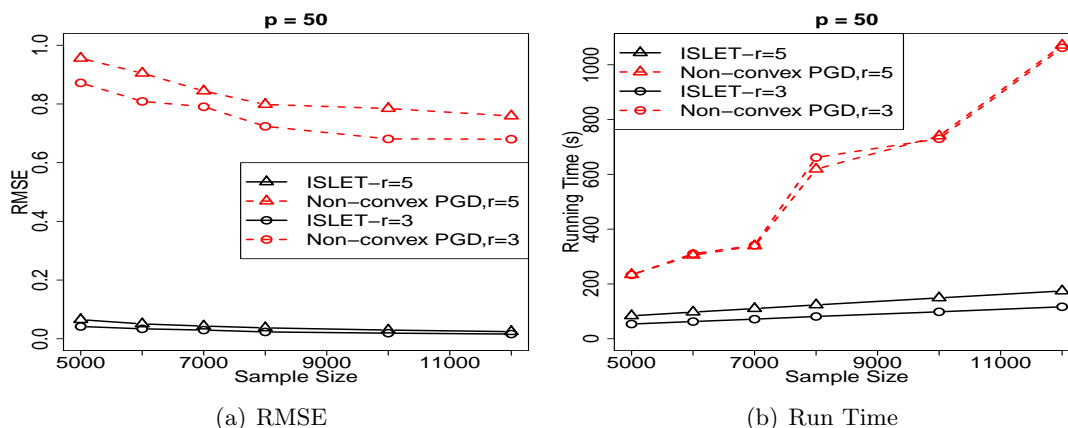 p = 50
RMSE
0.0
0.2
0.4
0.6
0.8
1.0
ISLET−r=5
Non−convex PGD,r=5
ISLET−r=3
Non−convex PGD,r=3
5000
7000
9000
11000
Sample Size
(a) RMSE
p = 50
Running Time (s)
0
200
400
600
800
1000
ISLET−r=5
Non−convex PGD,r=5
ISLET−r=3
Non−convex PGD,r=3
5000
7000
9000
11000
Sample Size
(b) Run Time